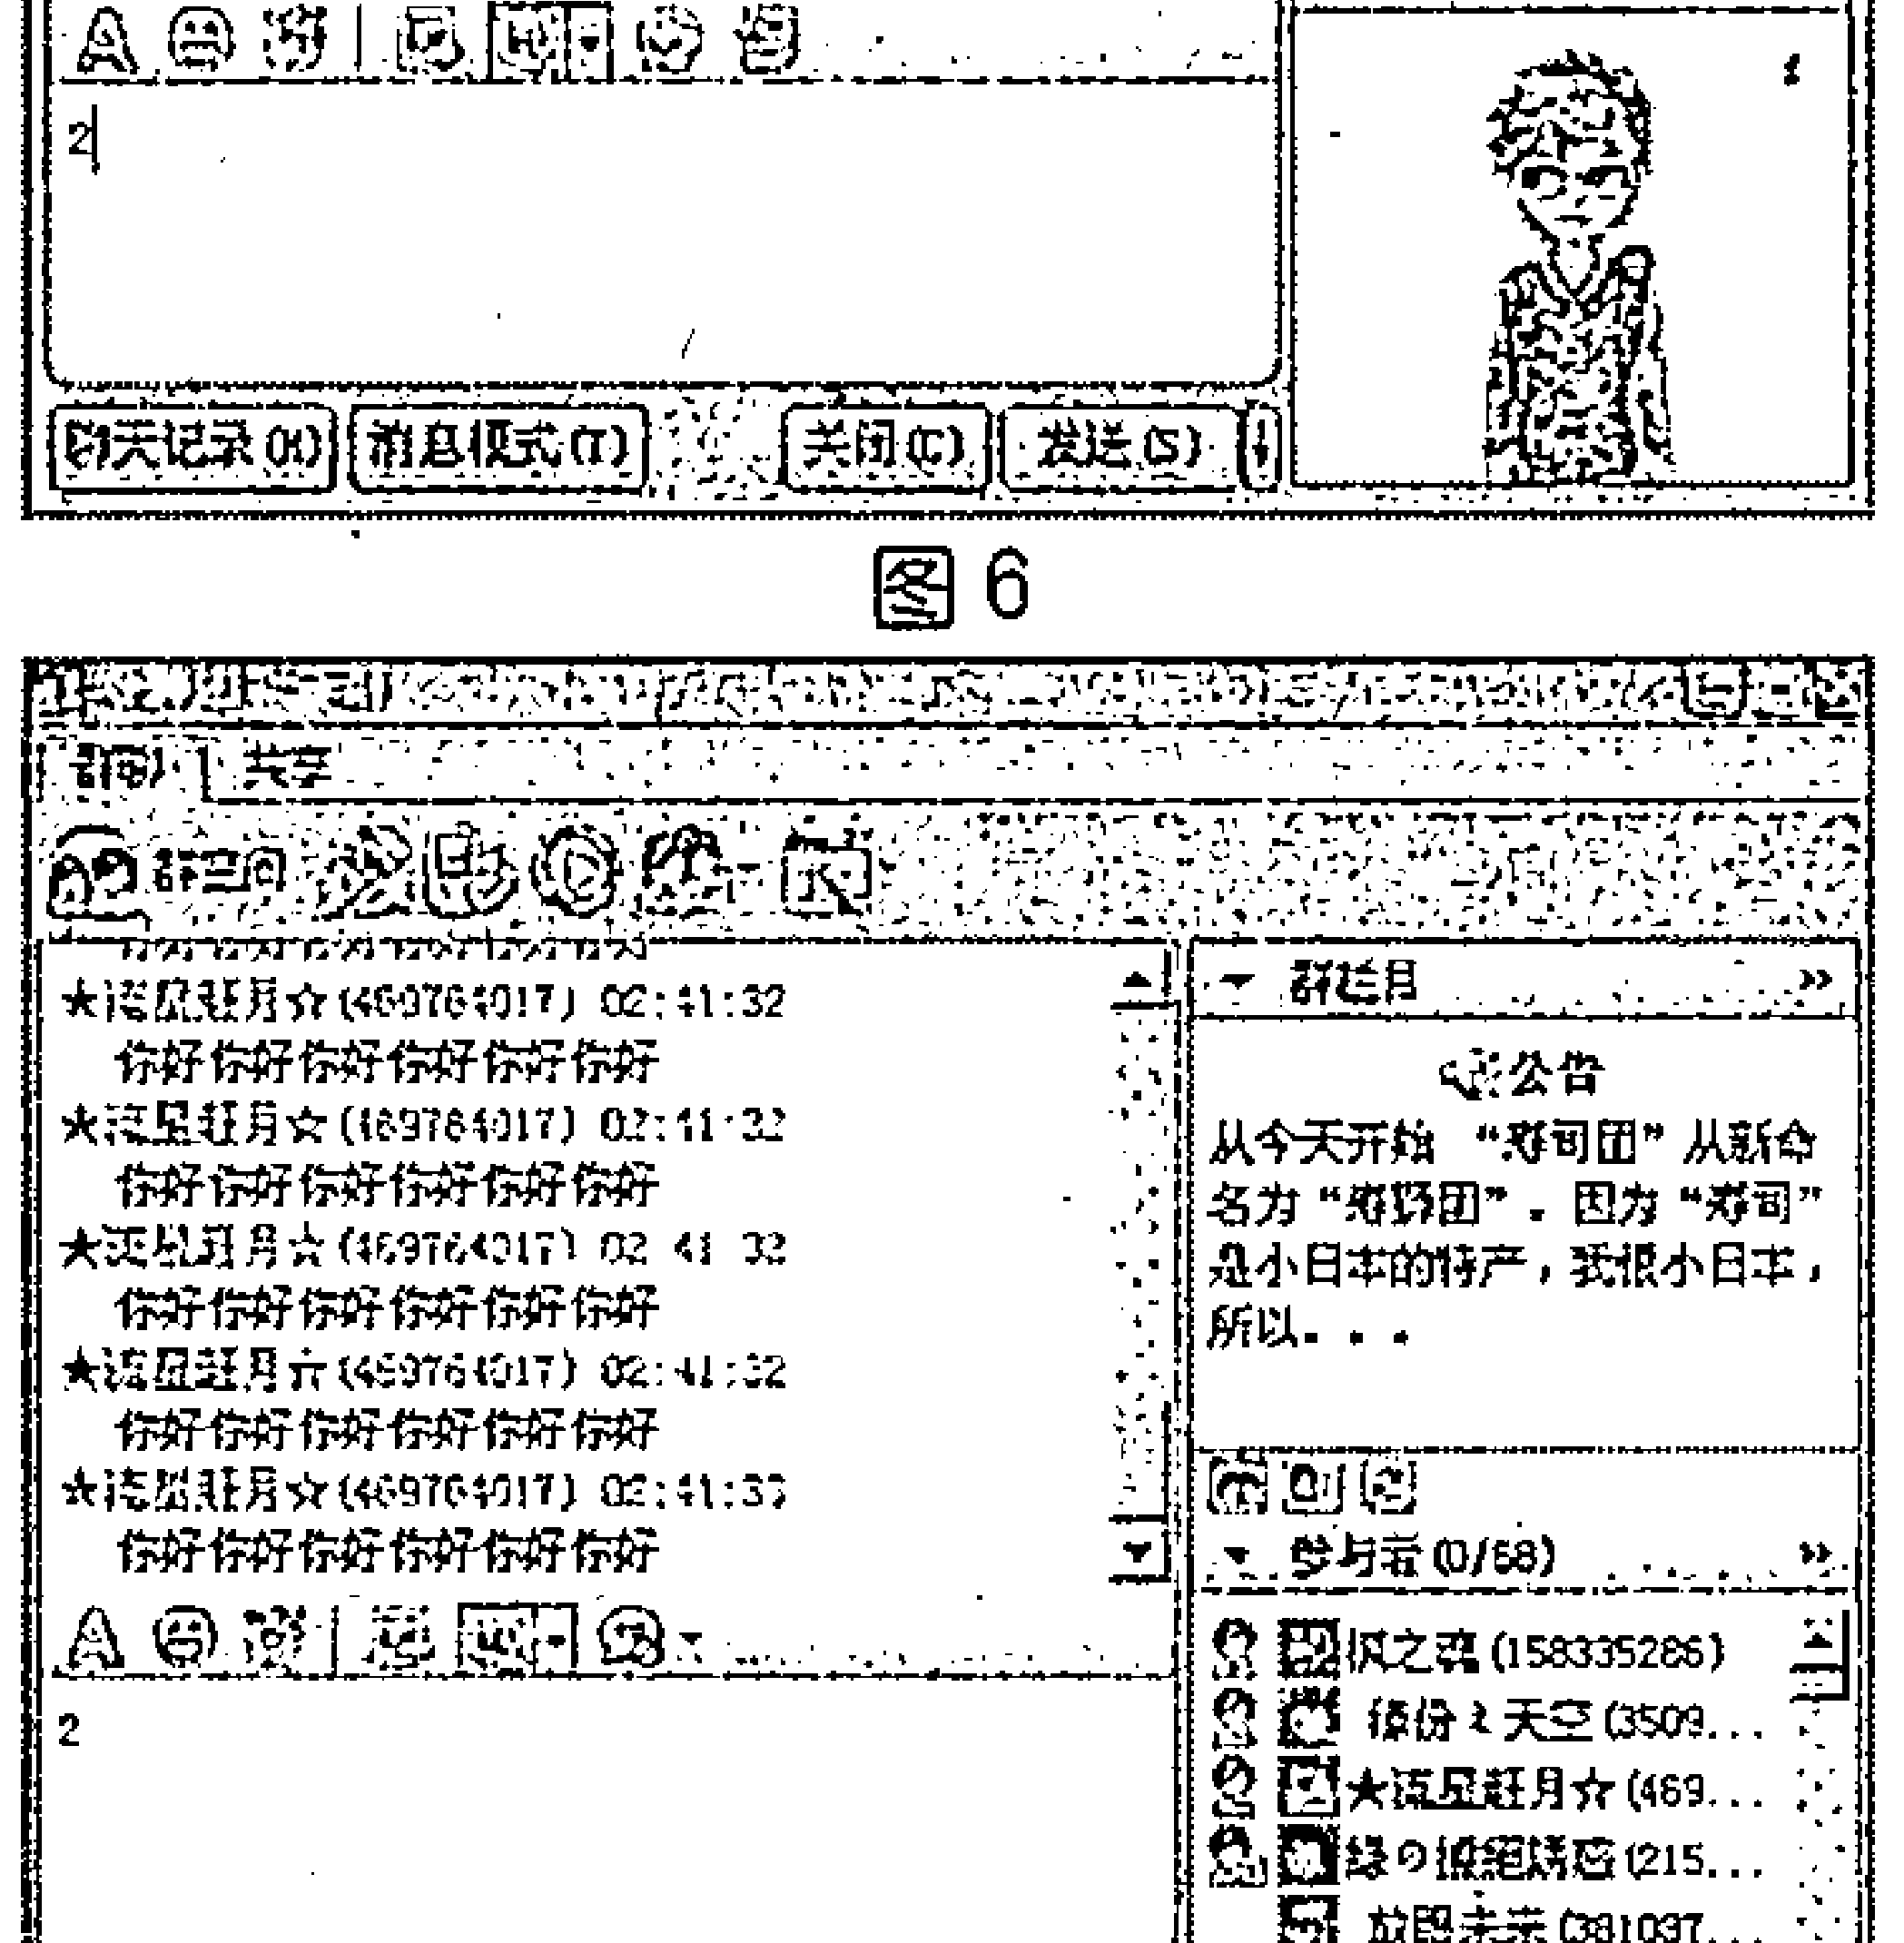 2
聊天记录(H) 消息模式(T) 关闭(C) 发送(S)
图 6
共享
★流星赶月☆(469764017) 02:41:32
你好你好你好你好你好你好
★流星赶月☆(469764017) 02:41:32
你好你好你好你好你好你好
★流星赶月☆(469764017) 02:41:32
你好你好你好你好你好你好
★流星赶月☆(469764017) 02:41:32
你好你好你好你好你好你好
★流星赶月☆(469764017) 02:41:33
你好你好你好你好你好你好
2
公告
从今天开始 “寿司团” 从新命
名为 “寿野团” . 因为 “寿司”
是小日本的特产,我恨小日本,
所以. . .
(0/68)
风之 (158335286)
天空(3509...
★流星赶月☆(469...
绿の (215...
(381037...